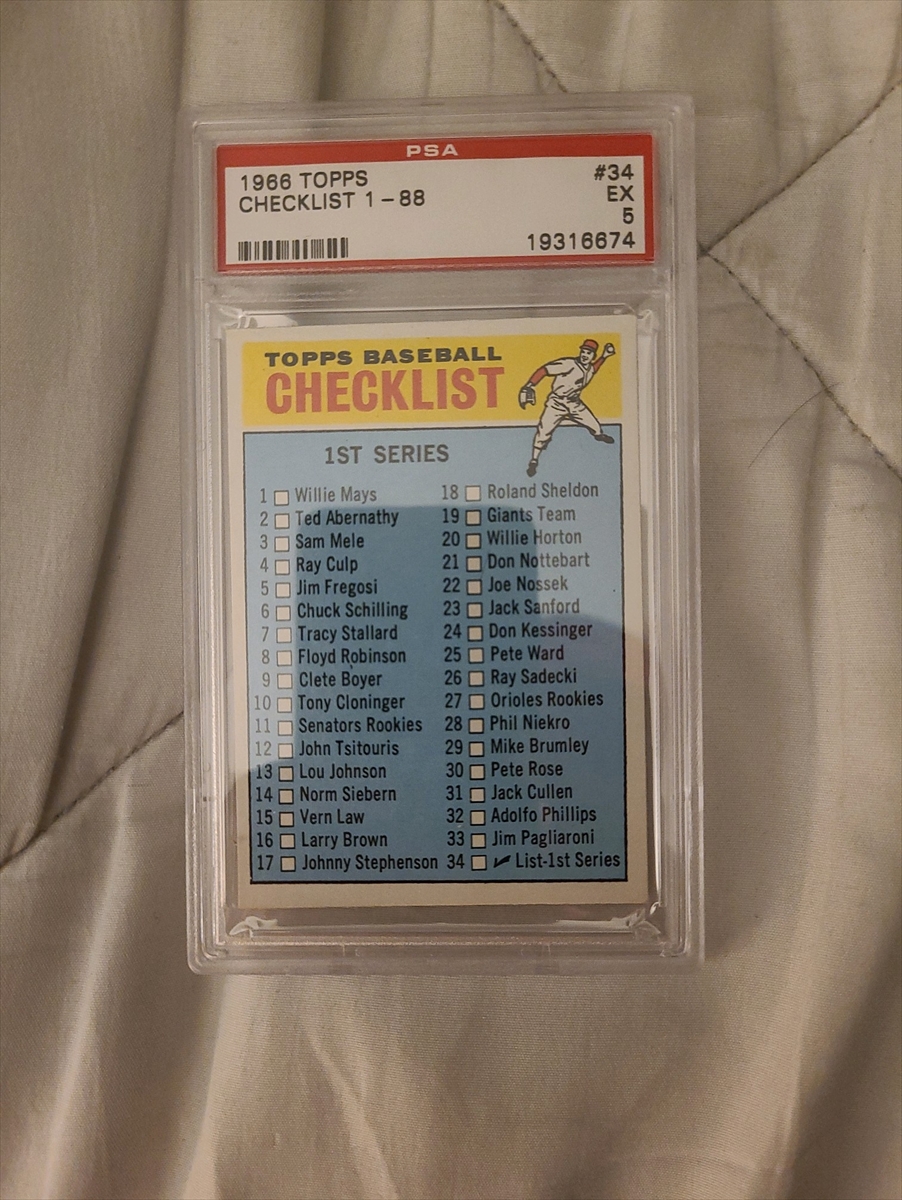 PSA
1966 TOPPS #34
CHECKLIST 1-88 EX
5
19316674
TOPPS BASEBALL
CHECKLIST
1ST SERIES
1 Willie Mays
2 Ted Abernathy
3 Sam Mele
4 Ray Culp
5 Jim Fregosi
6 Chuck Schilling
7 Tracy Stallard
8 Floyd Robinson
9 Clete Boyer
10 Tony Cloninger
11 Senators Rookies
12 John Tsitouris
13 Lou Johnson
14 Norm Siebern
15 Vern Law
16 Larry Brown
17 Johnny Stephenson
18 Roland Sheldon
19 Giants Team
20 Willie Horton
21 Don Nottebart
22 Joe Nossek
23 Jack Sanford
24 Don Kessinger
25 Pete Ward
26 Ray Sadecki
27 Orioles Rookies
28 Phil Niekro
29 Mike Brumley
30 Pete Rose
31 Jack Cullen
32 Adolfo Phillips
33 Jim Pagliaroni
34 List-1st Series